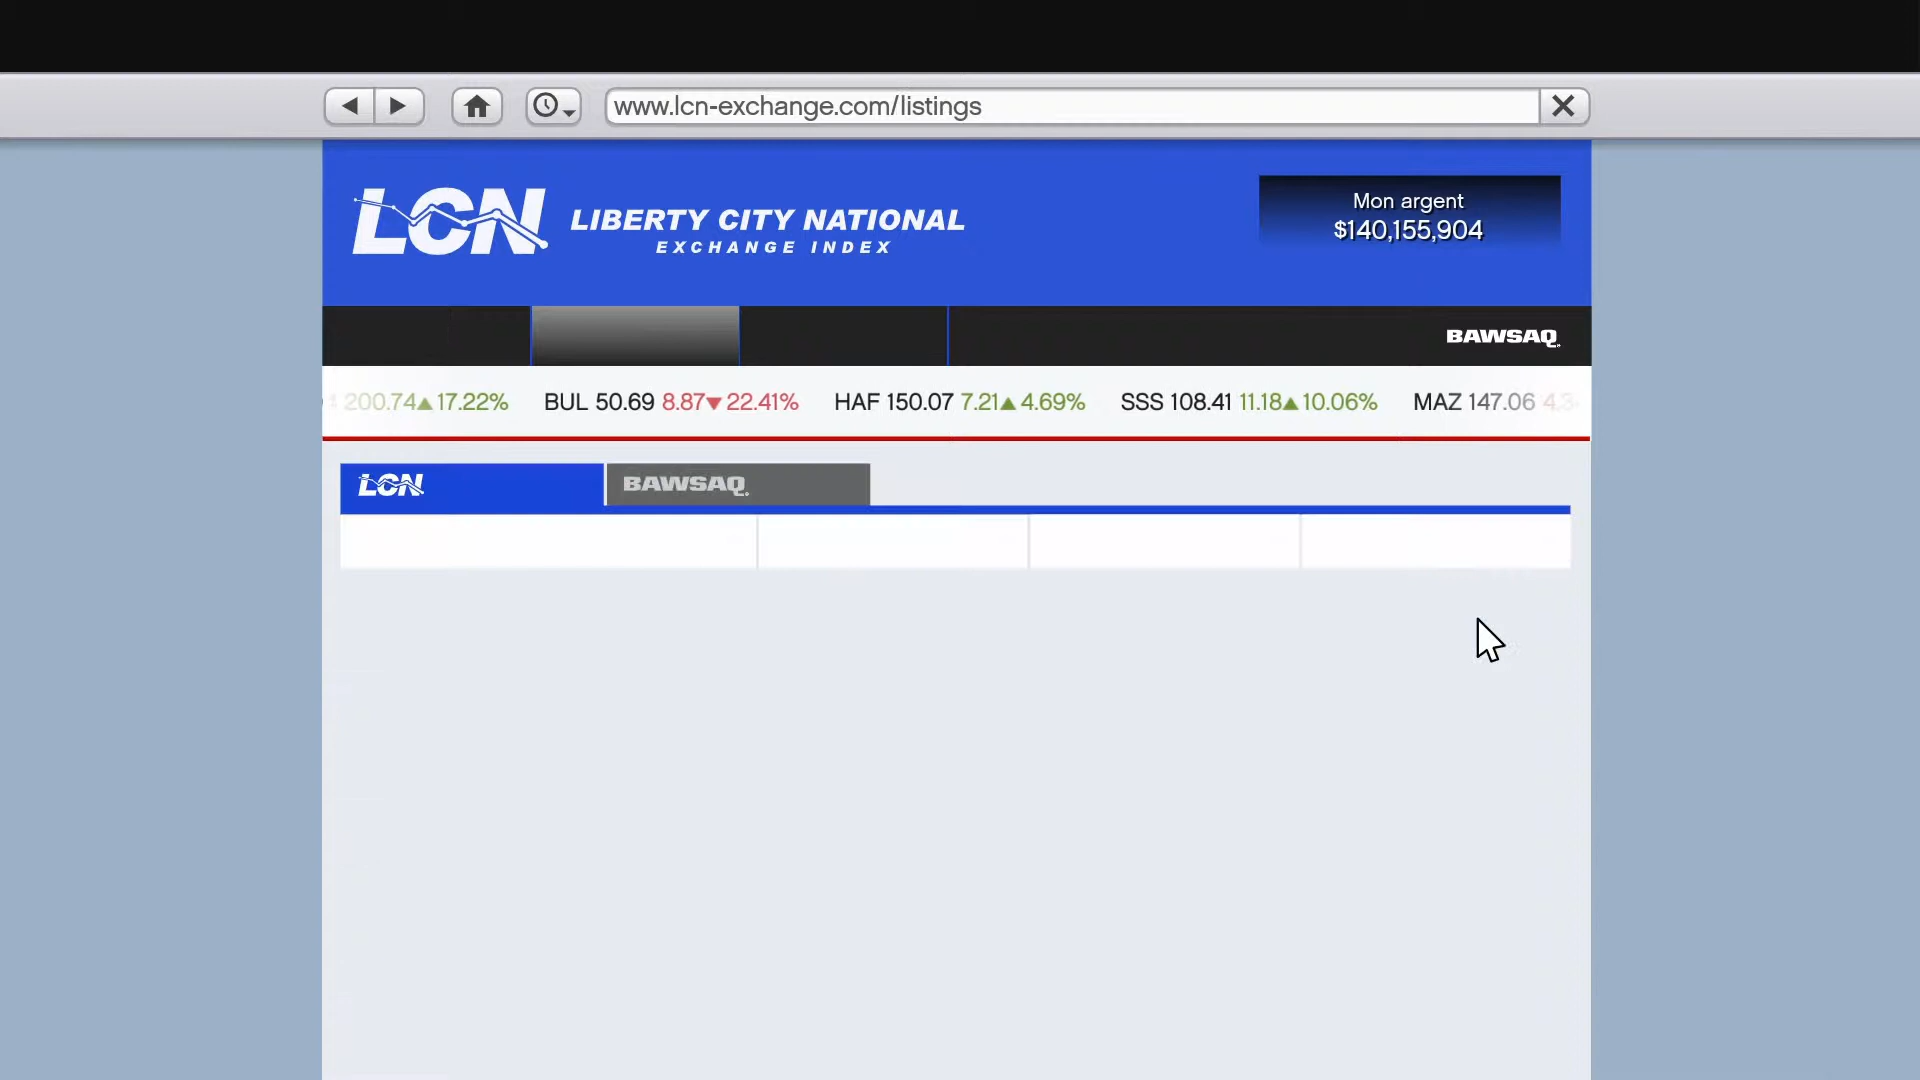 www.lcn-exchange.com/listings
LCN LIBERTY CITY NATIONAL
EXCHANGE INDEX
Mon argent
$140,155,904
BAWSAQ
200.74▲17.22% BUL 50.69 8.87▼22.41% HAF 150.07 7.21▲4.69% SSS 108.41 11.18▲10.06% MAZ 147.06
LCN BAWSAQ